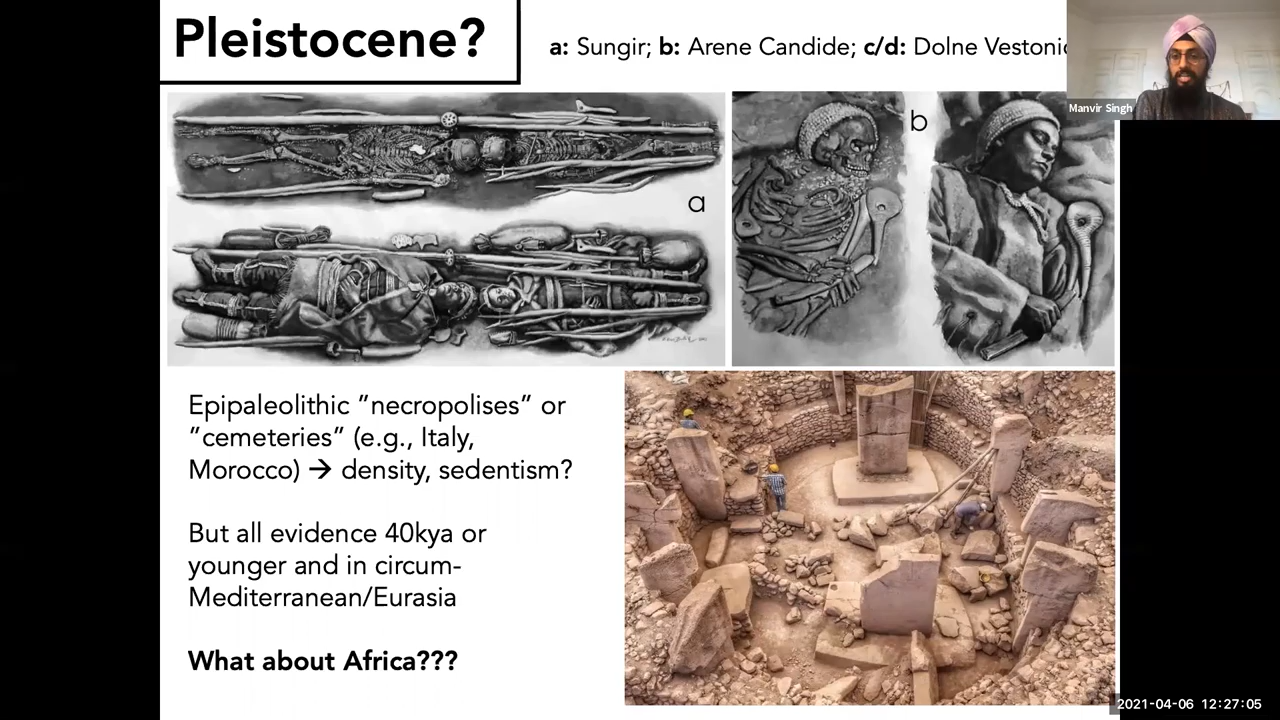 Pleistocene?
a: Sungir; b: Arene Candide; c/d: Dolne
Manvir Singh
a
b
Epipaleolithic ”necropolises” or
”cemeteries” (e.g., Italy,
Morocco) → density, sedentism?
But all evidence 40kya or
younger and in circum-
Mediterranean/Eurasia
What about Africa???
2021-04-06 12:27:05